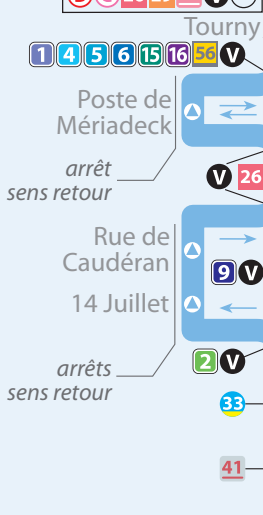 Tourny
1 4 5 6 15 16 56 V
Poste de
Mériadeck
arrêt
sens retour
V 26
Rue de
Caudéran
9 V
14 Juillet
2 V
arrêts
sens retour
33
41